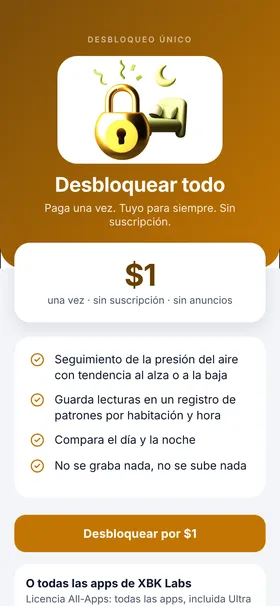 DESBLOQUEO ÚNICO
Desbloquear todo
Paga una vez. Tuyo para siempre. Sin
suscripción.
$1
una vez · sin suscripción · sin anuncios
Seguimiento de la presión del aire
con tendencia al alza o a la baja
Guarda lecturas en un registro de
patrones por habitación y hora
Compara el día y la noche
No se graba nada, no se sube nada
Desbloquear por $1
O todas las apps de XBK Labs
Licencia All-Apps: todas las apps, incluida Ultra